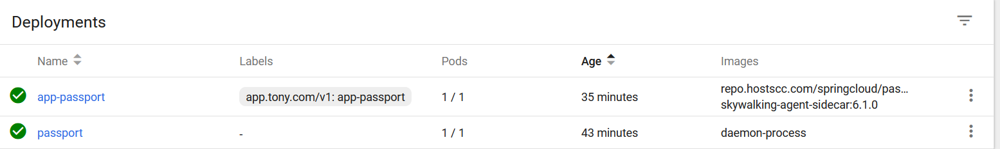 Deployments
Name Labels Pods Age Images
app-passport app.tony.com/v1: app-passport 1 / 1 35 minutes repo.hostscc.com/springcloud/pas...
skywalking-agent-sidecar:6.1.0
passport - 1 / 1 43 minutes daemon-process